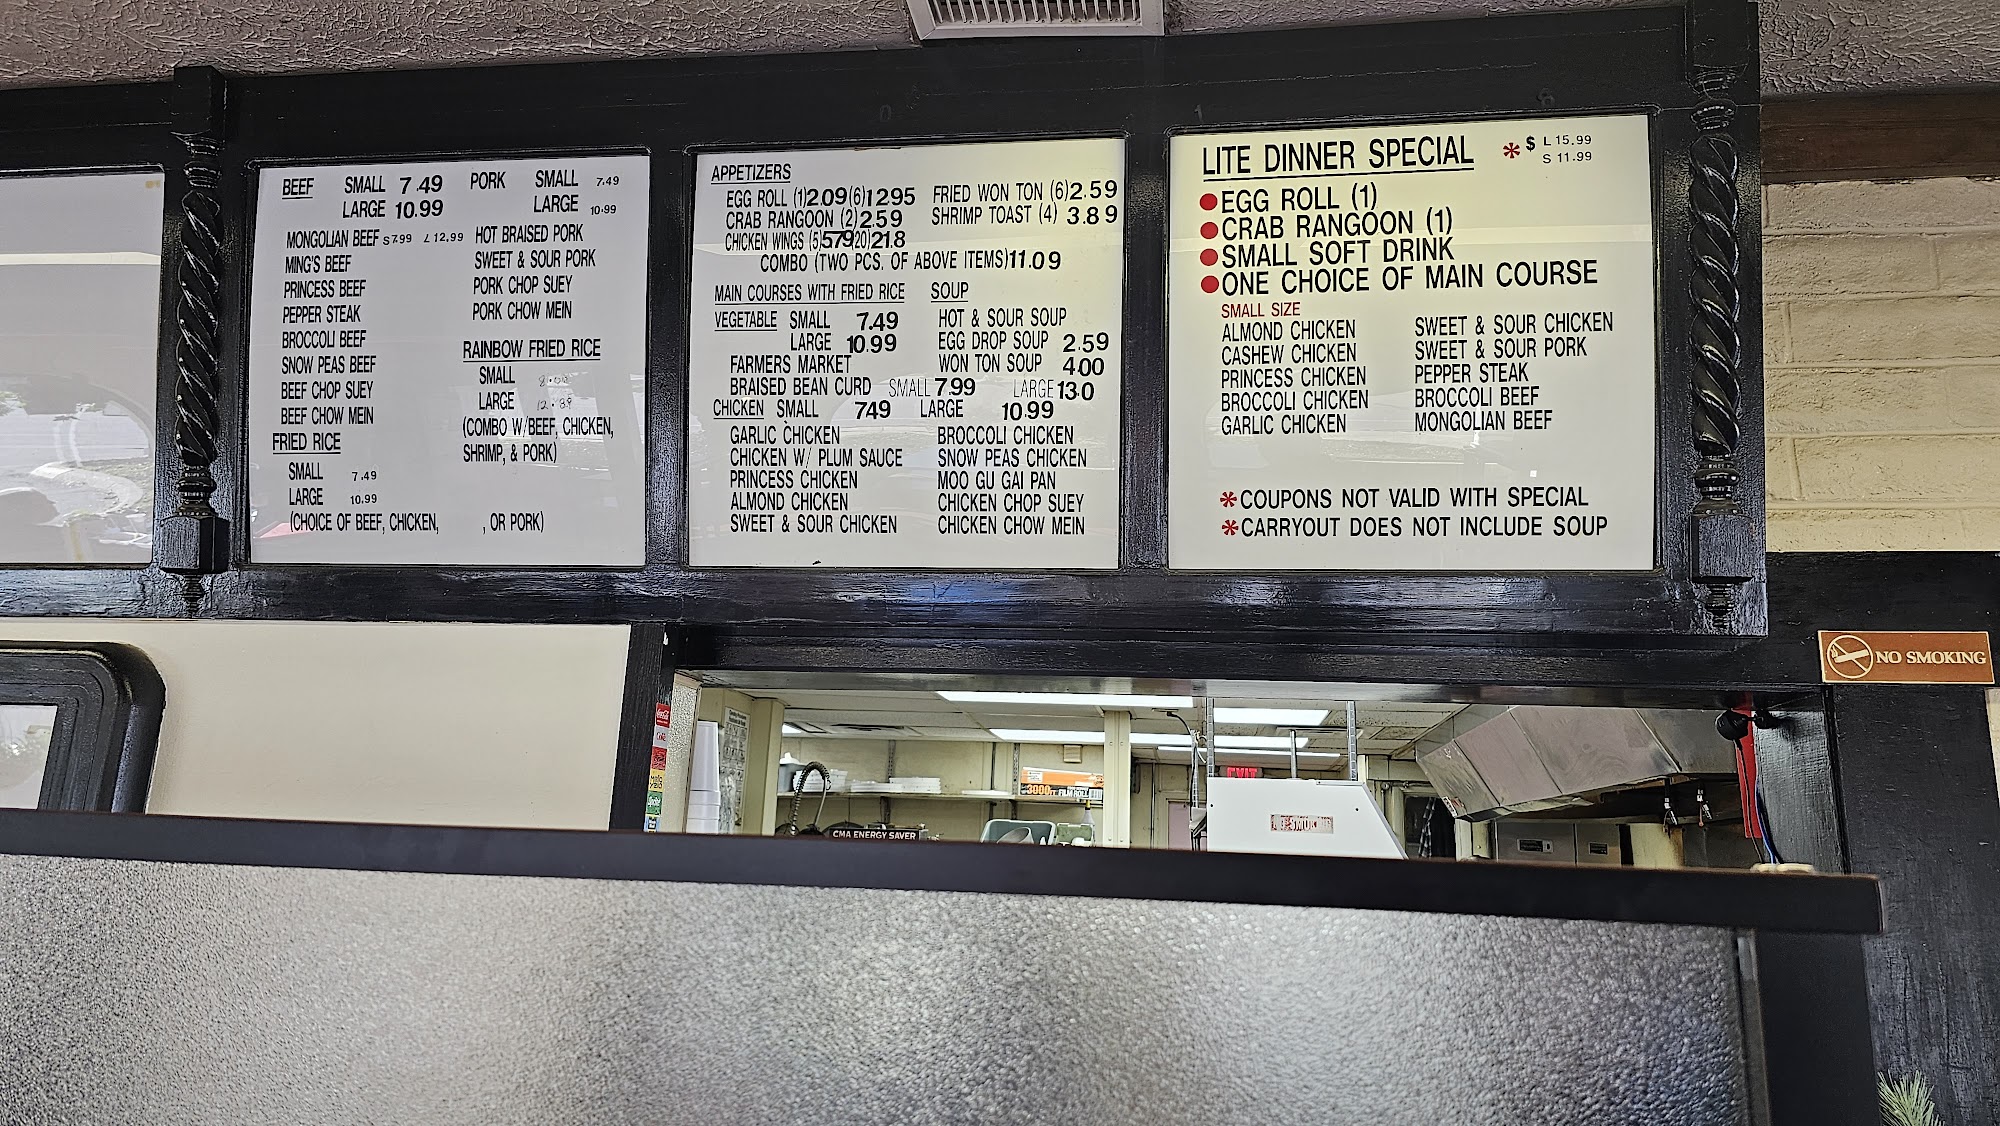 BEEF SMALL 7.49
LARGE 10.99
MONGOLIAN BEEF S 7.99 L 12.99
MING'S BEEF
PRINCESS BEEF
PEPPER STEAK
BROCCOLI BEEF
SNOW PEAS BEEF
BEEF CHOP SUEY
BEEF CHOW MEIN
FRIED RICE
SMALL 7.49
LARGE 10.99
(CHOICE OF BEEF, CHICKEN, , OR PORK)
PORK SMALL 7.49
LARGE 10.99
HOT BRAISED PORK
SWEET & SOUR PORK
PORK CHOP SUEY
PORK CHOW MEIN
RAINBOW FRIED RICE
SMALL
LARGE
(COMBO W/BEEF, CHICKEN,
SHRIMP, & PORK)
APPETIZERS
EGG ROLL (1) 2 09 (6) 1 2 95 FRIED WON TON (6) 2.59
CRAB RANGOON (2) 2 59 SHRIMP TOAST (4) 3.89
CHICKEN WINGS (5) 579 (20) 21.8
COMBO (TWO PCS. OF ABOVE ITEMS) 11.09
MAIN COURSES WITH FRIED RICE
VEGETABLE SMALL 7.49
LARGE 10.99
FARMERS MARKET
SOUP
HOT & SOUR SOUP
EGG DROP SOUP 2.59
WON TON SOUP 4.00
BRAISED BEAN CURD SMALL 7.99 LARGE 13.0
CHICKEN SMALL 749 LARGE 10.99
GARLIC CHICKEN BROCCOLI CHICKEN
CHICKEN W/ PLUM SAUCE SNOW PEAS CHICKEN
PRINCESS CHICKEN MOO GU GAI PAN
ALMOND CHICKEN CHICKEN CHOP SUEY
SWEET & SOUR CHICKEN CHICKEN CHOW MEIN
LITE DINNER SPECIAL * $ L 15.99
S 11.99
EGG ROLL (1)
CRAB RANGOON (1)
SMALL SOFT DRINK
ONE CHOICE OF MAIN COURSE
SMALL SIZE
ALMOND CHICKEN SWEET & SOUR CHICKEN
CASHEW CHICKEN SWEET & SOUR PORK
PRINCESS CHICKEN PEPPER STEAK
BROCCOLI CHICKEN BROCCOLI BEEF
GARLIC CHICKEN MONGOLIAN BEEF
*COUPONS NOT VALID WITH SPECIAL
*CARRYOUT DOES NOT INCLUDE SOUP
NO SMOKING
EXIT
3000FT FILM ROLL
CMA ENERGY SAVER